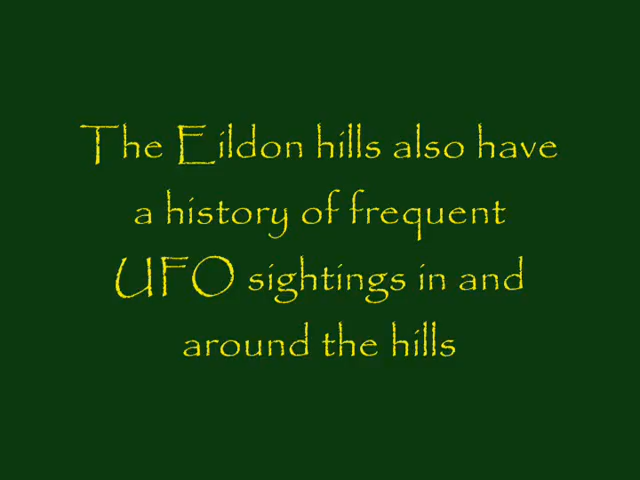 The Eildon hills also have
a history of frequent
UFO sightings in and
around the hills